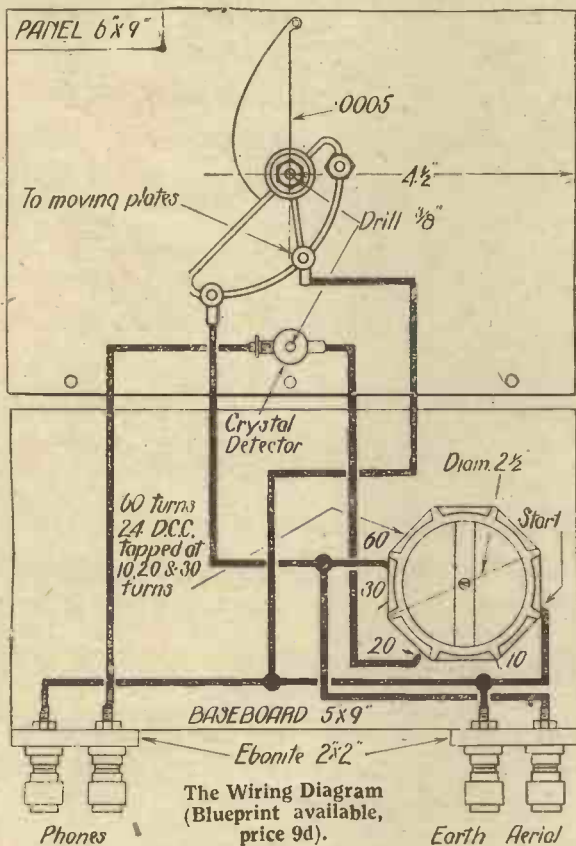 PANEL 6"X9"
.0005
4½"
To moving plates
Drill ⅜"
Crystal
Detector
Diam. 2½"
Start
60 Turns
24 D.C.C.
tapped at
10, 20 & 30
turns
60
30
20
10
BASEBOARD 5X9"
Ebonite 2"X2"
The Wiring Diagram
(Blueprint available,
price 9d).
Phones
Earth Aerial